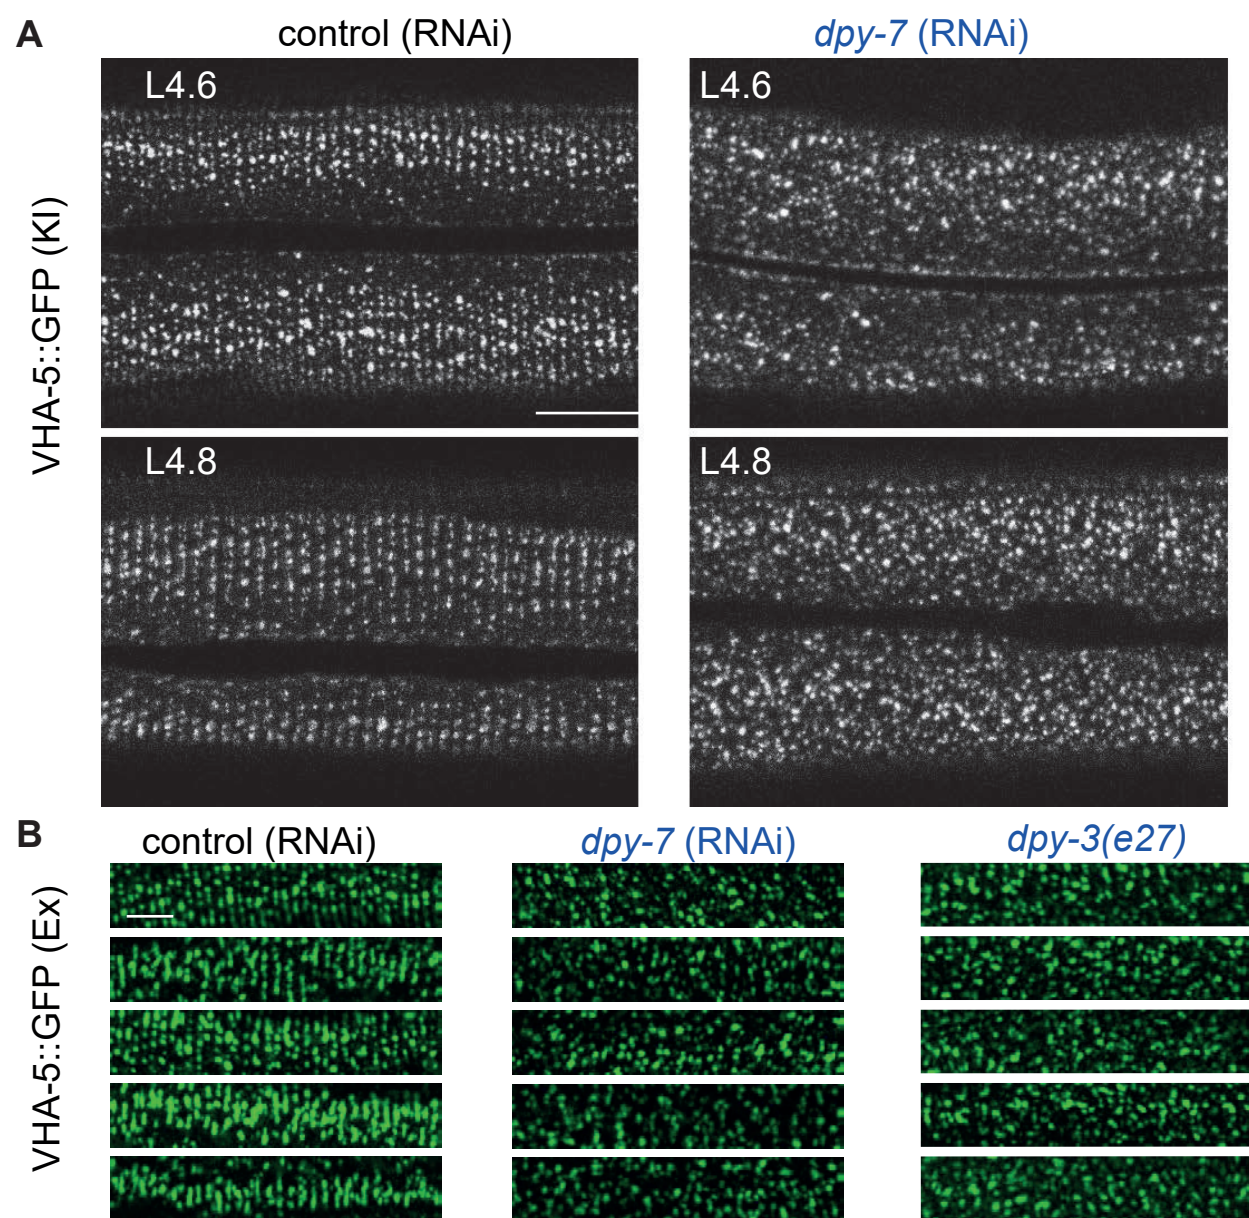 A
control (RNAi)
dpy-7 (RNAi)
VHA-5::GFP (KI)
L4.6
L4.6
L4.8
L4.8
B
control (RNAi)
dpy-7 (RNAi)
dpy-3(e27)
VHA-5::GFP (Ex)